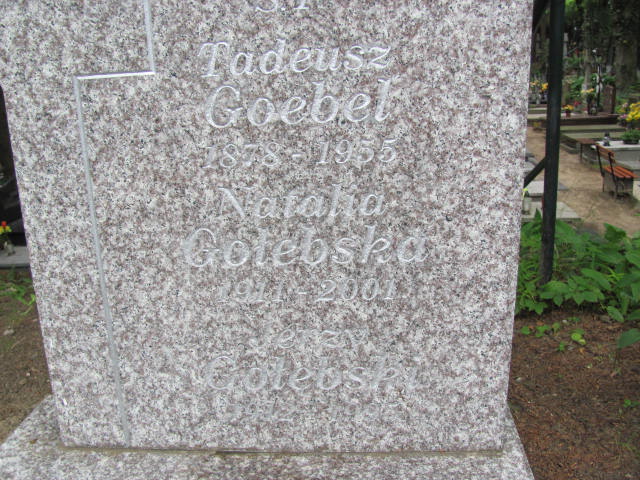 Ś.P
Tadeusz
Goebel
1878 - 1955
Natalia
Gołębska
1911 - 2001
Jerzy
Gołębski